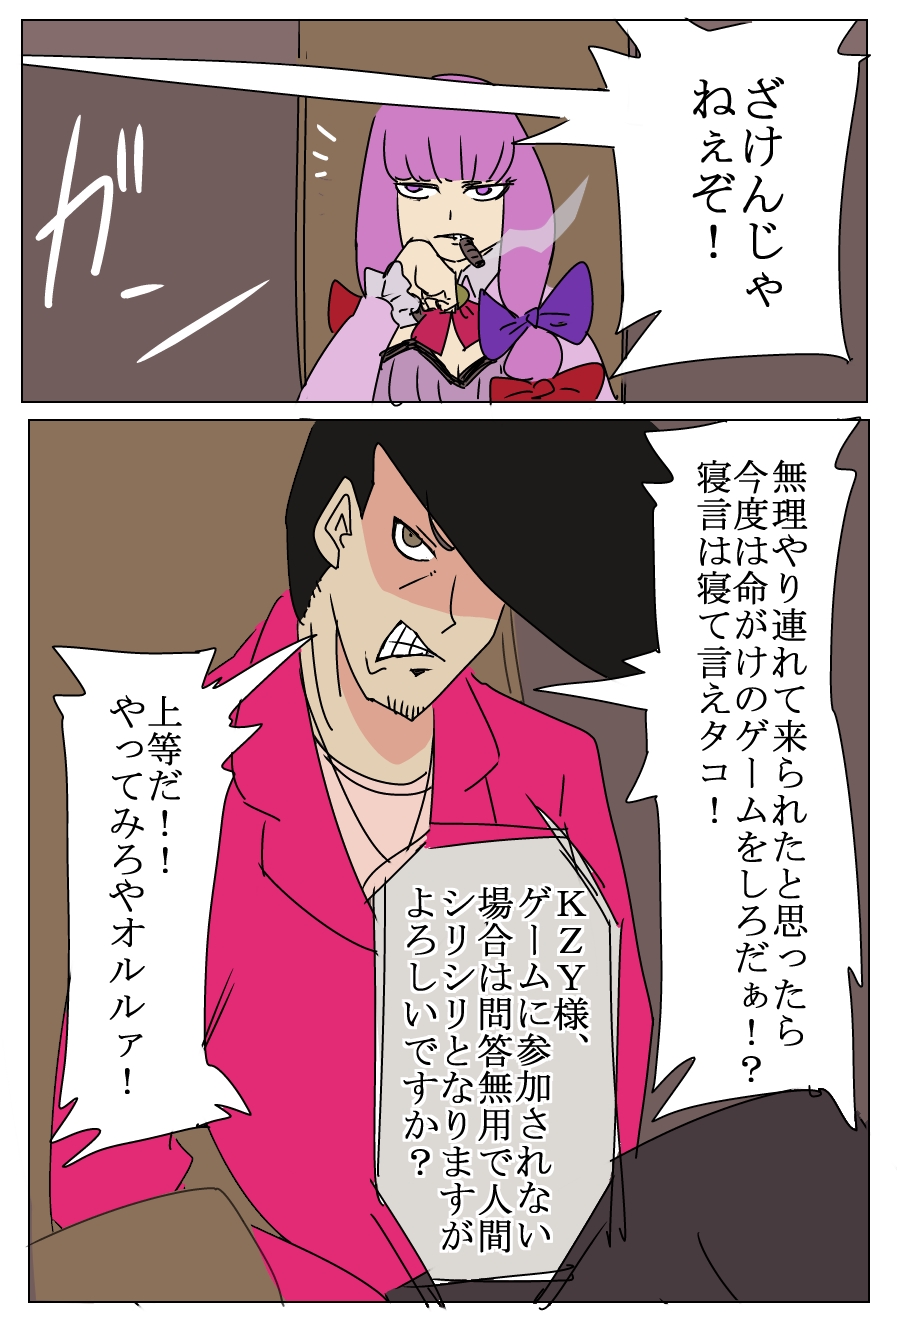 ざけんじゃ
ねぇぞ！
ガン
無理やり連れて来られたと思ったら
今度は命がけのゲームをしろだぁ！？
寝言は寝て言えタコ！
ＫＺＹ様、
ゲームに参加されない
場合は問答無用で人間
シリシリとなりますが
よろしいですか？
上等だ！！
やってみろやオルルァ！